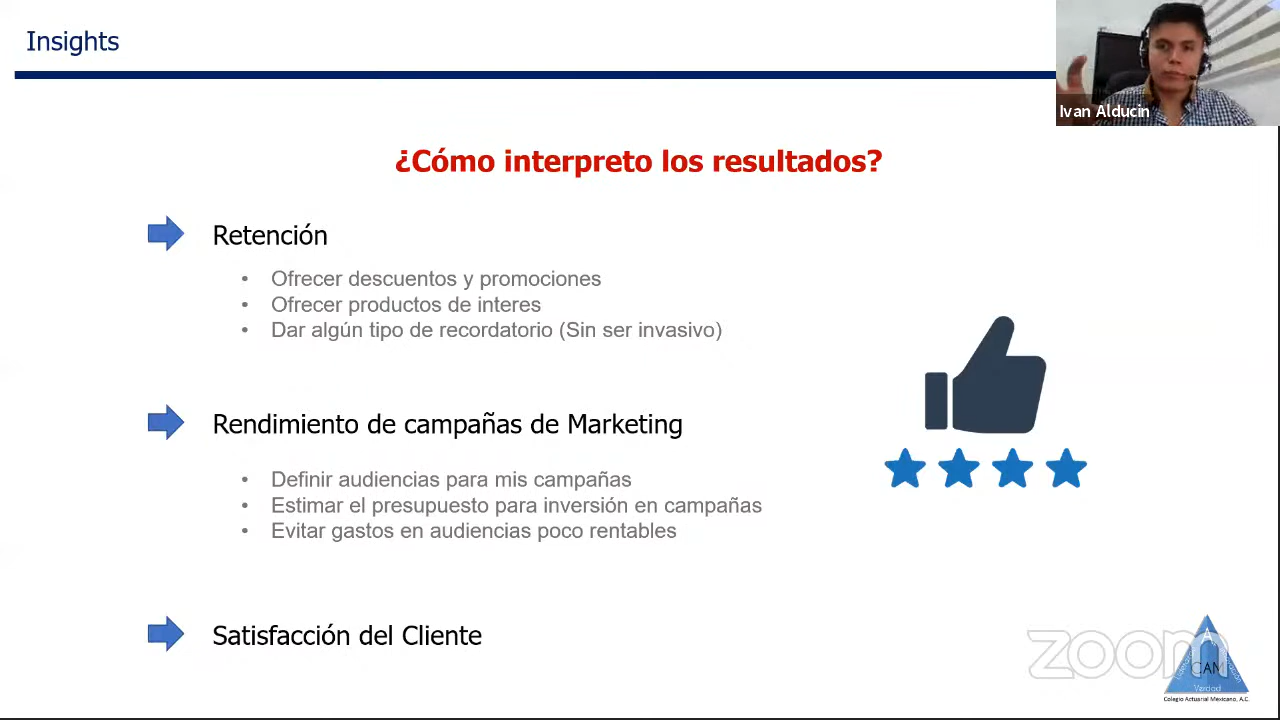 Insights
Ivan Alducin
¿Cómo interpreto los resultados?
Retención
• Ofrecer descuentos y promociones
• Ofrecer productos de interes
• Dar algún tipo de recordatorio (Sin ser invasivo)
Rendimiento de campañas de Marketing
• Definir audiencias para mis campañas
• Estimar el presupuesto para inversión en campañas
• Evitar gastos en audiencias poco rentables
Satisfacción del Cliente
zoom
CAM
Verdad
Colegio Actuarial Mexicano, A.C.